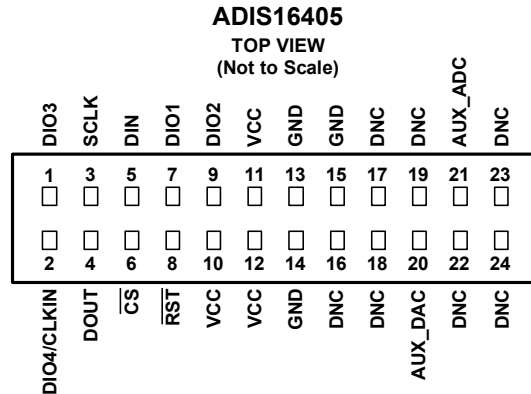 ADIS16405
TOP VIEW
(Not to Scale)
DIO3 SCLK DIN DIO1 DIO2 VCC GND GND DNC DNC AUX_ADC DNC
1 3 5 7 9 11 13 15 17 19 21 23
2 4 6 8 10 12 14 16 18 20 22 24
DIO4/CLKIN DOUT CS RST VCC VCC GND DNC DNC AUX_DAC DNC DNC